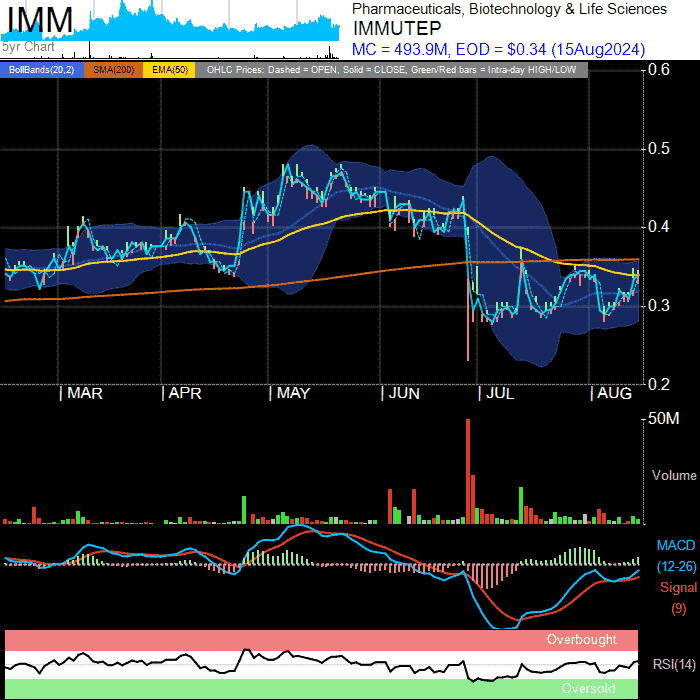 IMM
5yr Chart
Pharmaceuticals, Biotechnology & Life Sciences
IMMUTEP
MC = 493.9M, EOD = $0.34 (15Aug2024)
BollBands(20,2) SMA(200) EMA(50) OHLC Prices: Dashed = OPEN, Solid = CLOSE, Green/Red bars = Intra-day HIGH/LOW
0.6
0.5
0.4
0.3
0.2
| MAR | APR | MAY | JUN | JUL | AUG
50M
Volume
MACD
(12-26)
Signal
(9)
Overbought
RSI(14)
Oversold